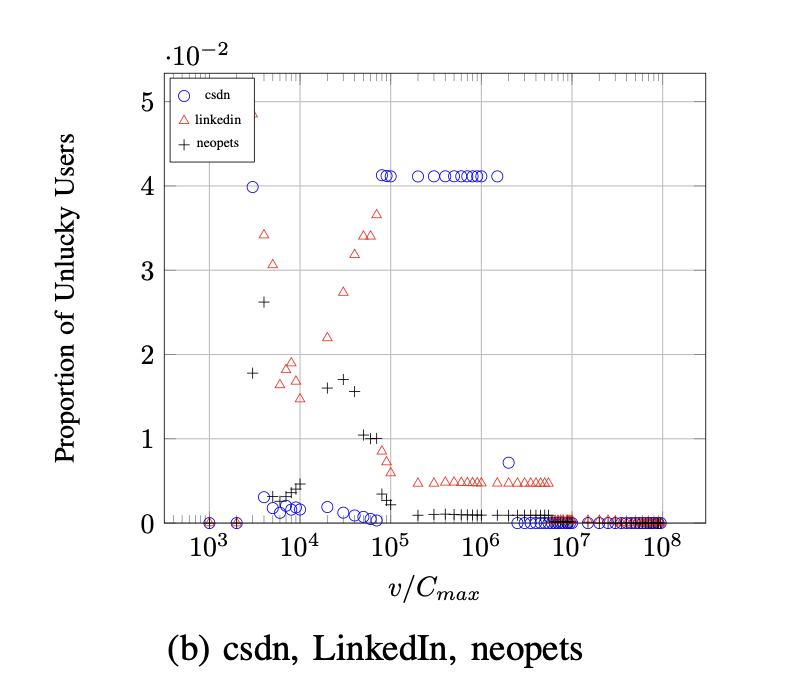 ·10⁻²
csdn
linkedin
neopets
5
4
3
2
1
0
Proportion of Unlucky Users
10³ 10⁴ 10⁵ 10⁶ 10⁷ 10⁸
v/Cₘₐₓ
(b) csdn, LinkedIn, neopets